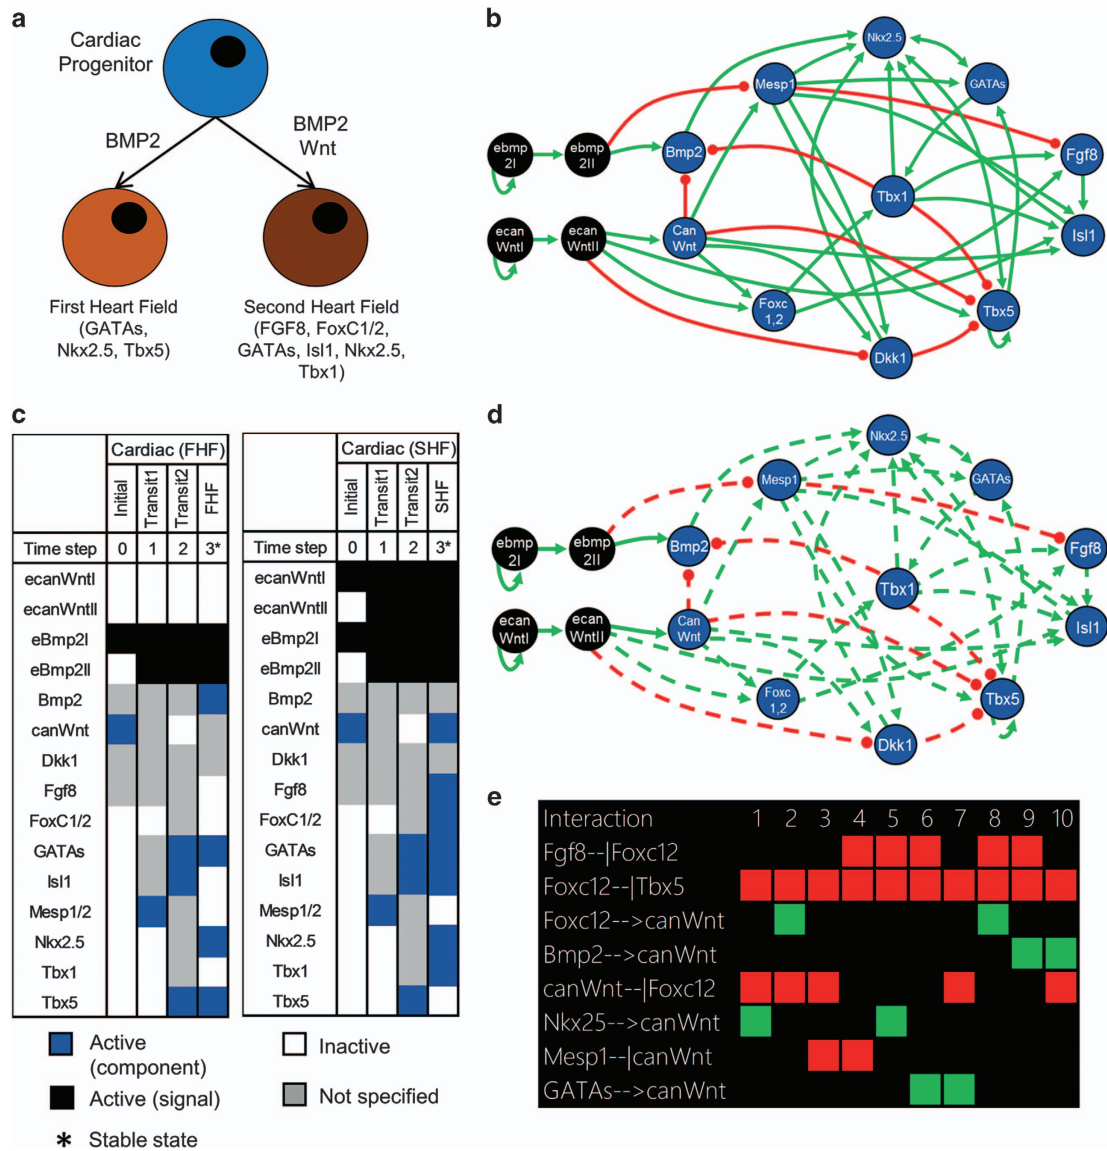 a
Cardiac
Progenitor
BMP2
BMP2
Wnt
First Heart Field
(GATAs,
Nkx2.5, Tbx5)
Second Heart Field
(FGF8, FoxC1/2,
GATAs, Isl1, Nkx2.5,
Tbx1)
b
Nkx2.5
Mesp1
GATAs
ebmp
2I
ebmp
2II
Bmp2
Fgf8
Tbx1
ecan
WntI
ecan
WntII
Can
Wnt
Isl1
Foxc
1,2
Tbx5
Dkk1
c
Cardiac (FHF)
Initial
Transit1
Transit2
FHF
Time step 0 1 2 3*
ecanWntI
ecanWntII
eBmp2I
eBmp2II
Bmp2
canWnt
Dkk1
Fgf8
FoxC1/2
GATAs
Isl1
Mesp1/2
Nkx2.5
Tbx1
Tbx5
Cardiac (SHF)
Initial
Transit1
Transit2
SHF
Time step 0 1 2 3*
ecanWntI
ecanWntII
eBmp2I
eBmp2II
Bmp2
canWnt
Dkk1
Fgf8
FoxC1/2
GATAs
Isl1
Mesp1/2
Nkx2.5
Tbx1
Tbx5
Active
(component)
Inactive
Active (signal)
Not specified
* Stable state
d
Nkx2.5
Mesp1
GATAs
ebmp
2I
ebmp
2II
Bmp2
Fgf8
Tbx1
ecan
WntI
ecan
WntII
Can
Wnt
Isl1
Foxc
1,2
Tbx5
Dkk1
e
Interaction 1 2 3 4 5 6 7 8 9 10
Fgf8--|Foxc12
Foxc12--|Tbx5
Foxc12-->canWnt
Bmp2-->canWnt
canWnt--|Foxc12
Nkx25-->canWnt
Mesp1--|canWnt
GATAs-->canWnt